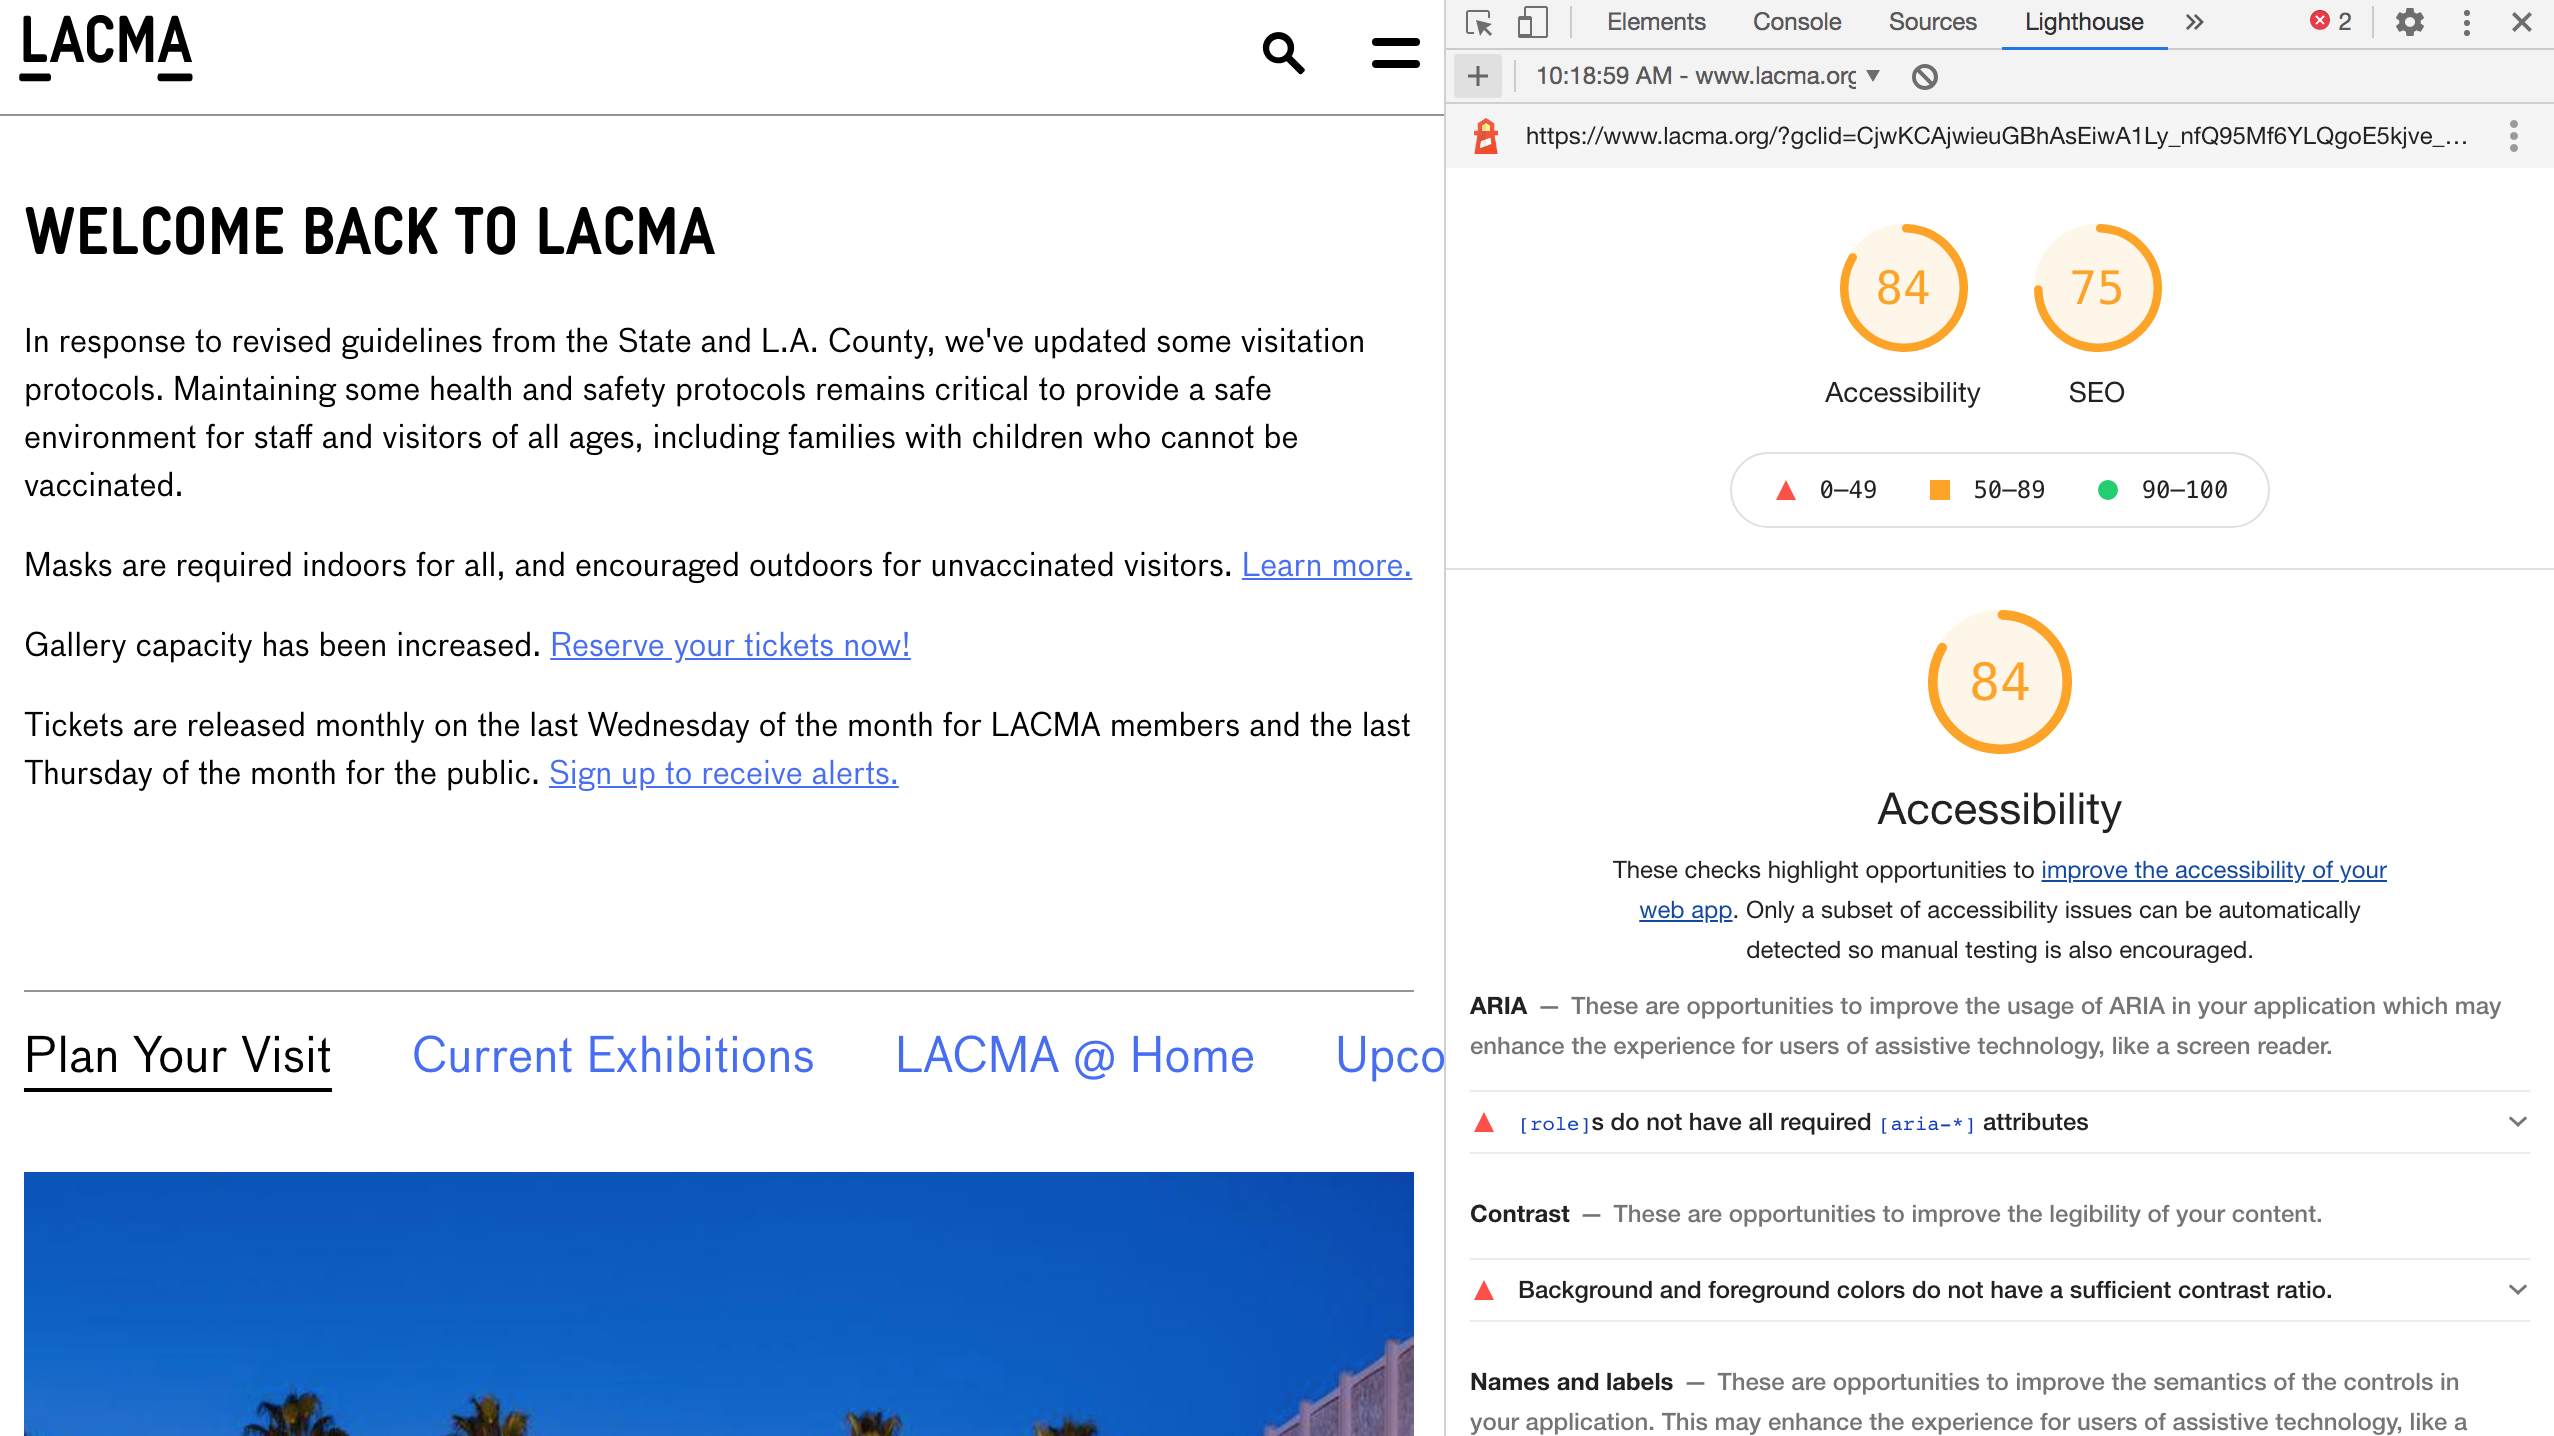 LACMA
WELCOME BACK TO LACMA
In response to revised guidelines from the State and L.A. County, we've updated some visitation
protocols. Maintaining some health and safety protocols remains critical to provide a safe
environment for staff and visitors of all ages, including families with children who cannot be
vaccinated.
Masks are required indoors for all, and encouraged outdoors for unvaccinated visitors. Learn more.
Gallery capacity has been increased. Reserve your tickets now!
Tickets are released monthly on the last Wednesday of the month for LACMA members and the last
Thursday of the month for the public. Sign up to receive alerts.
Plan Your Visit Current Exhibitions LACMA @ Home Upco
Elements Console Sources Lighthouse » 2
10:18:59 AM - www.lacma.org
https://www.lacma.org/?gclid=CjwKCAjwieuGBhAsEiwA1Ly_nfQ95Mf6YLQgoE5kjve_…
84 75
Accessibility SEO
0–49 50–89 90–100
84
Accessibility
These checks highlight opportunities to improve the accessibility of your
web app. Only a subset of accessibility issues can be automatically
detected so manual testing is also encouraged.
ARIA — These are opportunities to improve the usage of ARIA in your application which may
enhance the experience for users of assistive technology, like a screen reader.
[role]s do not have all required [aria-*] attributes
Contrast — These are opportunities to improve the legibility of your content.
Background and foreground colors do not have a sufficient contrast ratio.
Names and labels — These are opportunities to improve the semantics of the controls in
your application. This may enhance the experience for users of assistive technology, like a